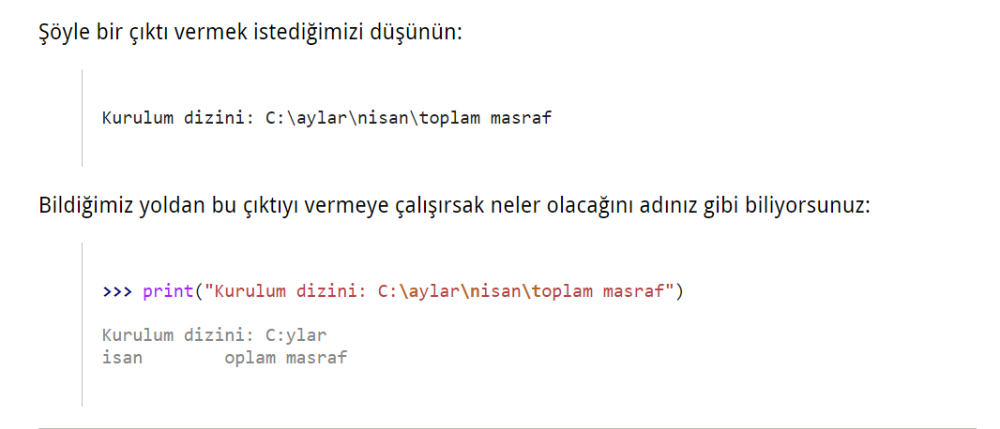 Şöyle bir çıktı vermek istediğimizi düşünün:
Kurulum dizini: C:\aylar\nisan\toplam masraf
Bildiğimiz yoldan bu çıktıyı vermeye çalışırsak neler olacağını adınız gibi biliyorsunuz:
>>> print("Kurulum dizini: C:\aylar\nisan\toplam masraf")
Kurulum dizini: C:ylar
isan        oplam masraf